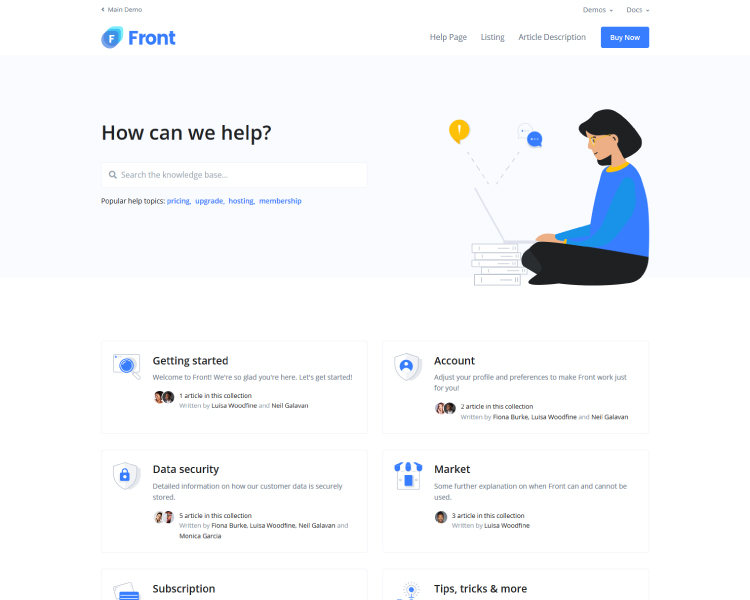 Main Demo
Demos
Docs
F Front
Help Page
Listing
Article Description
Buy Now
How can we help?
Search the knowledge base...
Popular help topics: pricing, upgrade, hosting, membership
Getting started
Welcome to Front! We're so glad you're here. Let's get started!
1 article in this collection
Written by Luisa Woodfine and Neil Galavan
Account
Adjust your profile and preferences to make Front work just
for you!
2 article in this collection
Written by Fiona Burke, Luisa Woodfine and Neil Galavan
Data security
Detailed information on how our customer data is securely
stored.
5 article in this collection
Written by Fiona Burke, Luisa Woodfine, Neil Galavan and
Monica Garcia
Market
Some further explanation on when Front can and cannot be
used.
3 article in this collection
Written by Luisa Woodfine
Subscription
Tips, tricks & more